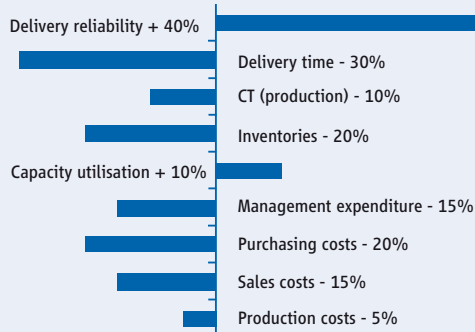 Delivery reliability + 40%
Delivery time - 30%
CT (production) - 10%
Inventories - 20%
Capacity utilisation + 10%
Management expenditure - 15%
Purchasing costs - 20%
Sales costs - 15%
Production costs - 5%